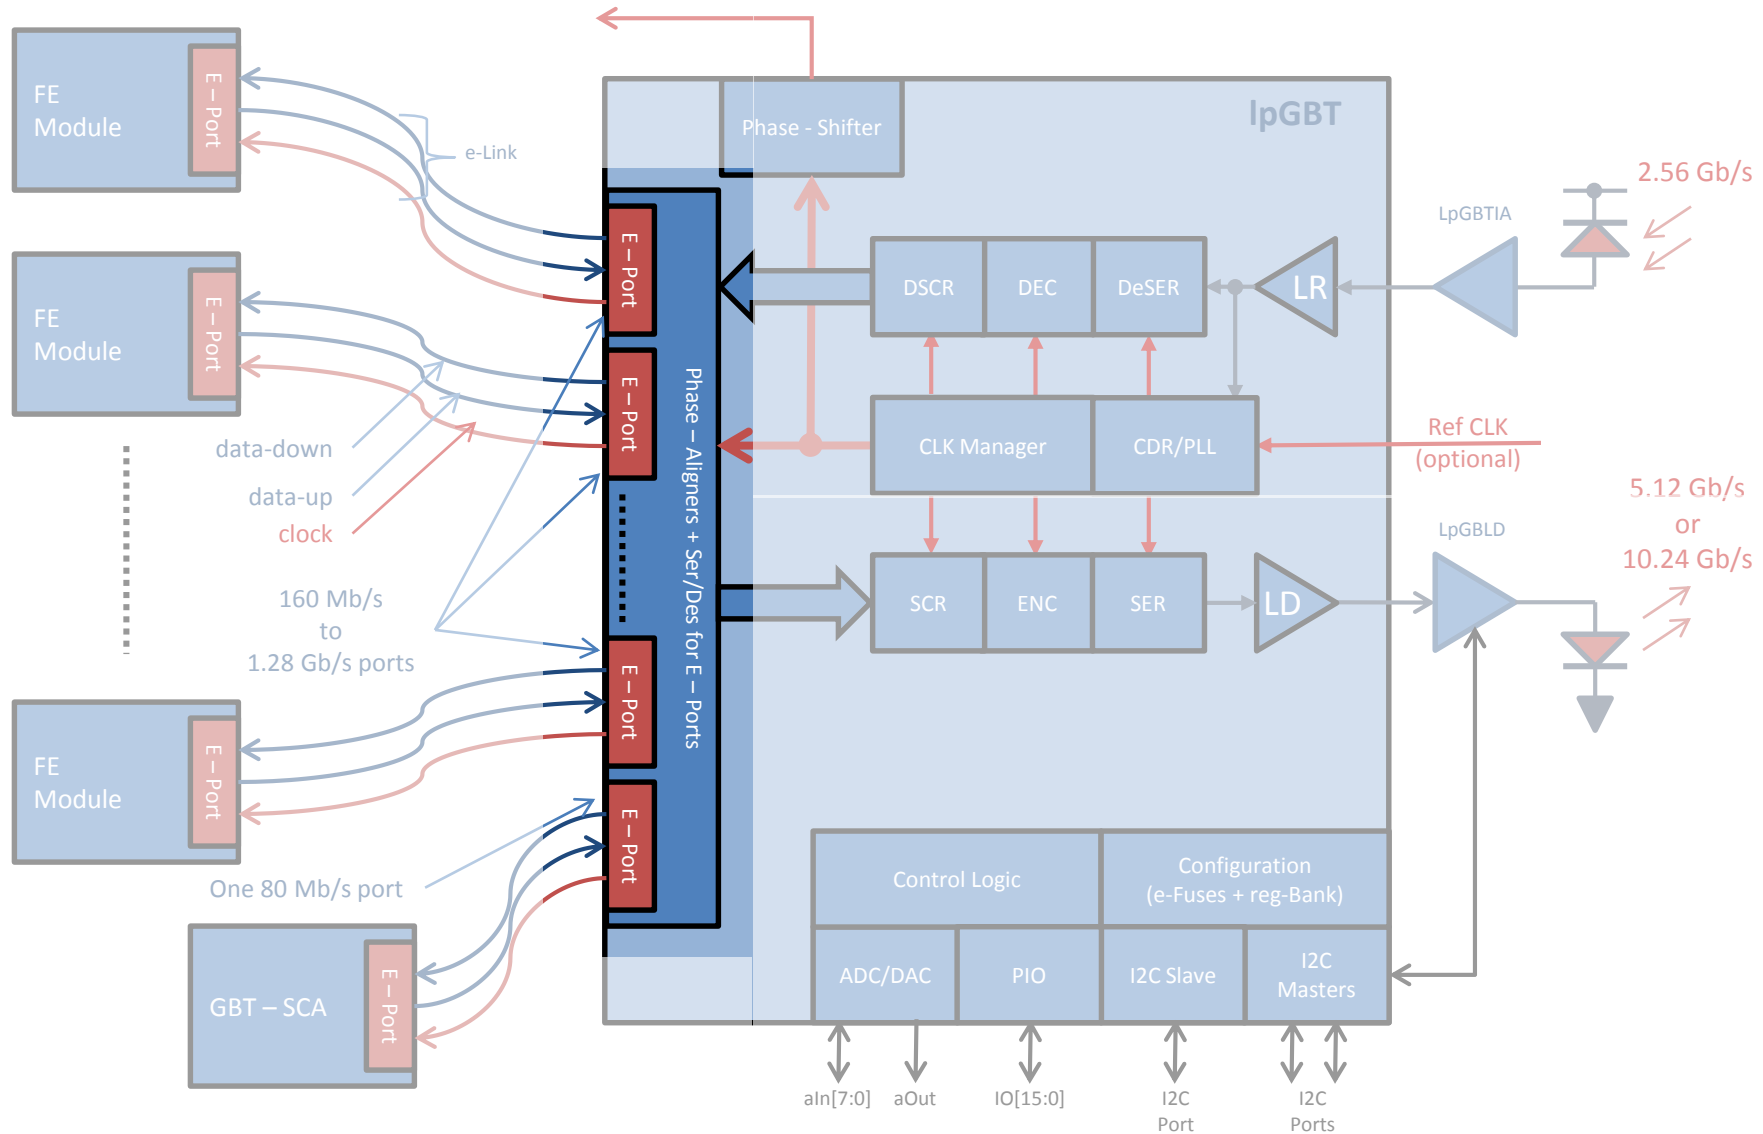 FE
Module
E – Port
e-Link
FE
Module
E – Port
data-down
data-up
clock
160 Mb/s
to
1.28 Gb/s ports
FE
Module
E – Port
One 80 Mb/s port
GBT – SCA
E – Port
E – Port
E – Port
E – Port
E – Port
Phase – Aligners + Ser/Des for E – Ports
Phase - Shifter
lpGBT
DSCR
DEC
DeSER
LR
LpGBTIA
2.56 Gb/s
CLK Manager
CDR/PLL
Ref CLK
(optional)
SCR
ENC
SER
LD
LpGBLD
5.12 Gb/s
or
10.24 Gb/s
Control Logic
Configuration
(e-Fuses + reg-Bank)
ADC/DAC
PIO
I2C Slave
I2C
Masters
aIn[7:0]
aOut
IO[15:0]
I2C
Port
I2C
Ports